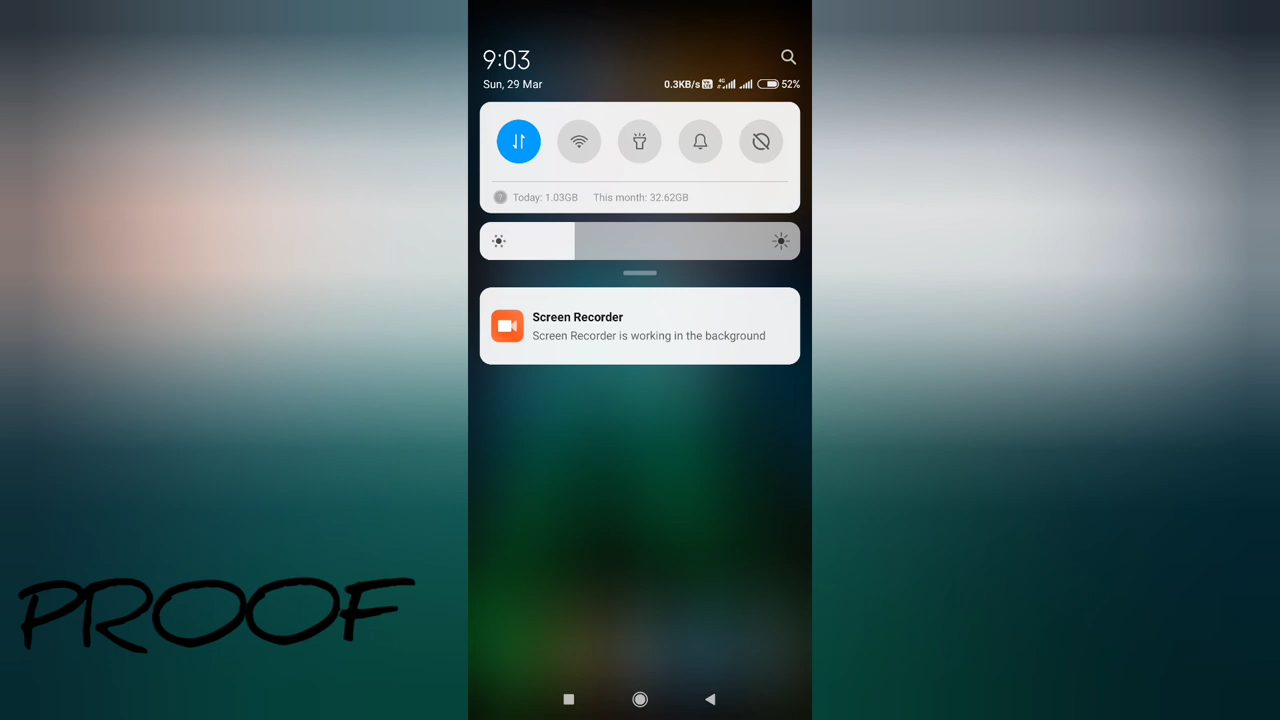 9:03
Sun, 29 Mar
0.3KB/s 4G 52%
Today: 1.03GB This month: 32.62GB
Screen Recorder
Screen Recorder is working in the background
PROOF